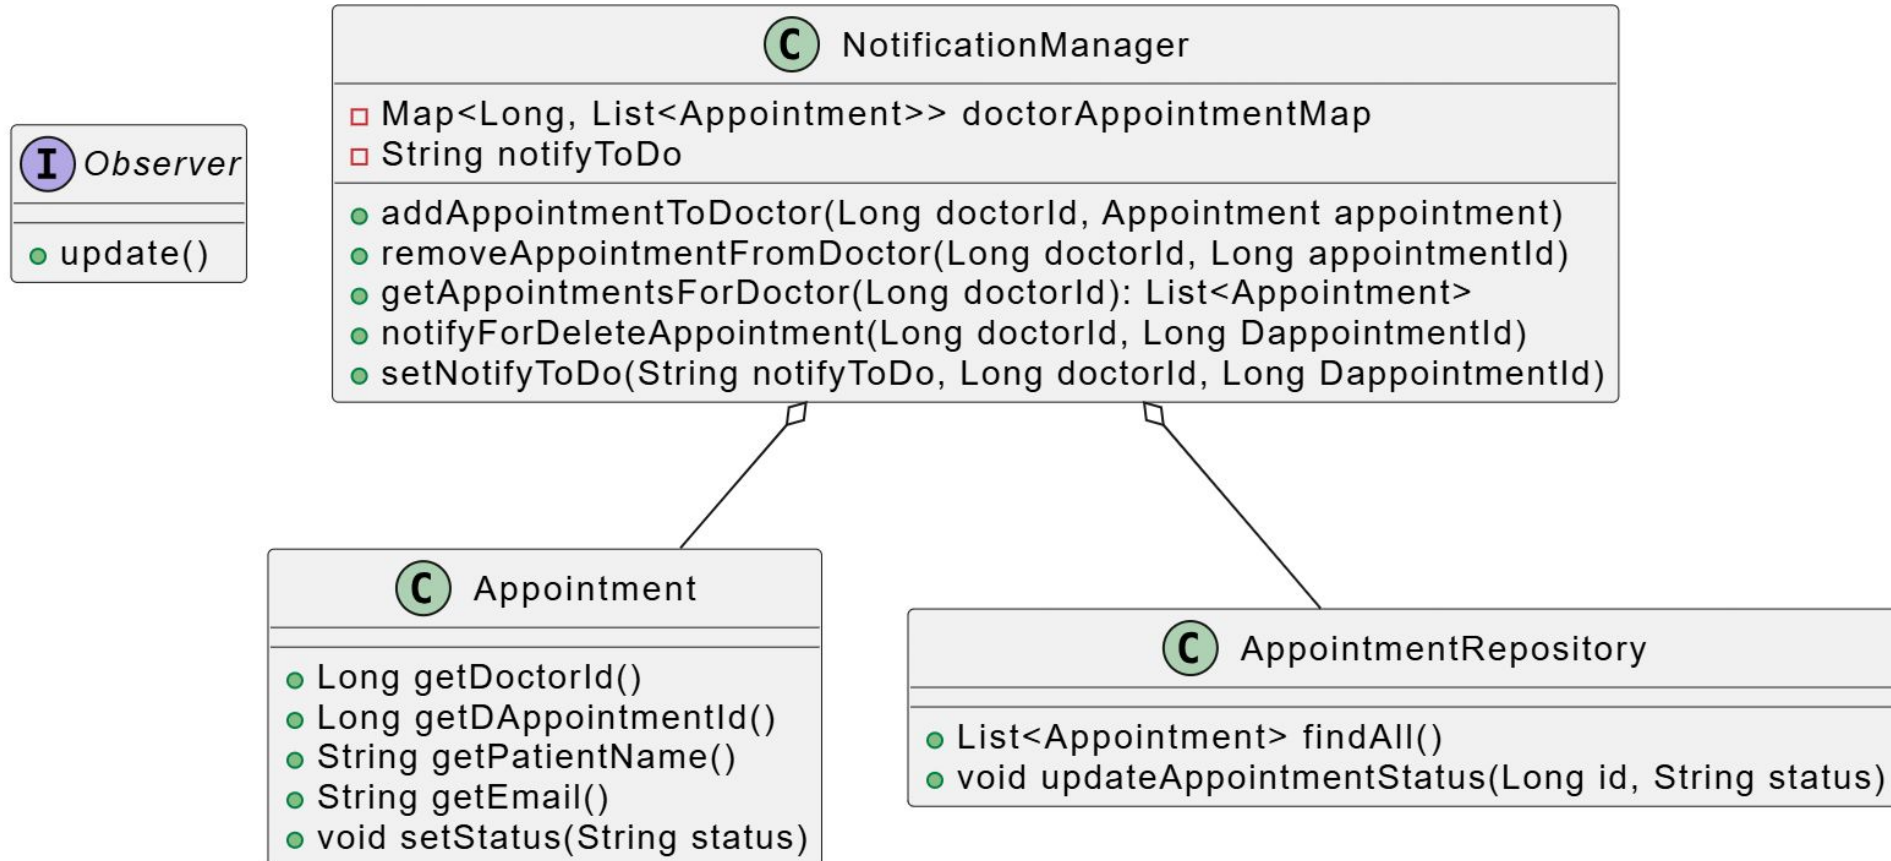 C NotificationManager
Map<Long, List<Appointment>> doctorAppointmentMap
String notifyToDo
addAppointmentToDoctor(Long doctorId, Appointment appointment)
removeAppointmentFromDoctor(Long doctorId, Long appointmentId)
getAppointmentsForDoctor(Long doctorId): List<Appointment>
notifyForDeleteAppointment(Long doctorId, Long DappointmentId)
setNotifyToDo(String notifyToDo, Long doctorId, Long DappointmentId)
I Observer
update()
C Appointment
Long getDoctorId()
Long getDAppointmentId()
String getPatientName()
String getEmail()
void setStatus(String status)
C AppointmentRepository
List<Appointment> findAll()
void updateAppointmentStatus(Long id, String status)